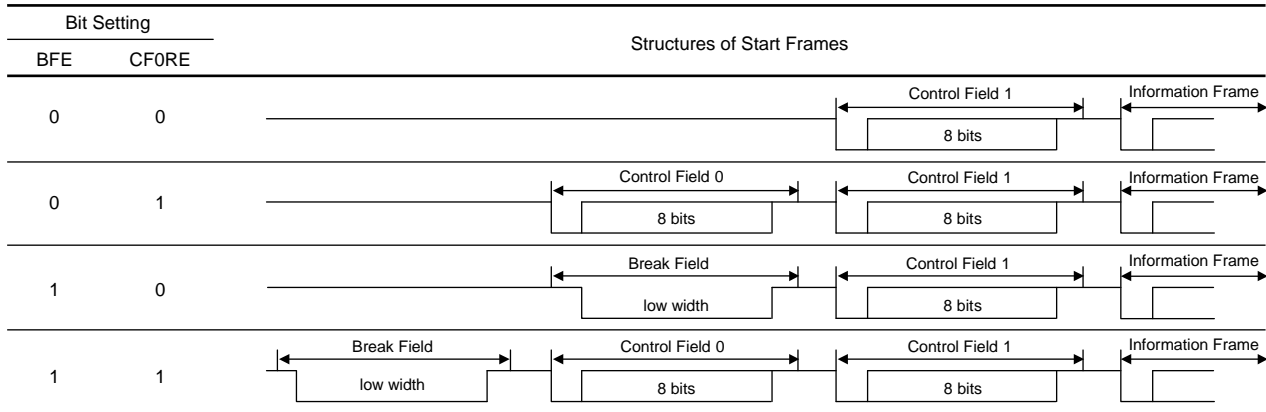 Bit Setting
Structures of Start Frames
BFE CF0RE
Control Field 1 Information Frame
0 0
8 bits
Control Field 0 Control Field 1 Information Frame
0 1
8 bits 8 bits
Break Field Control Field 1 Information Frame
1 0
low width 8 bits
Break Field Control Field 0 Control Field 1 Information Frame
1 1
low width 8 bits 8 bits